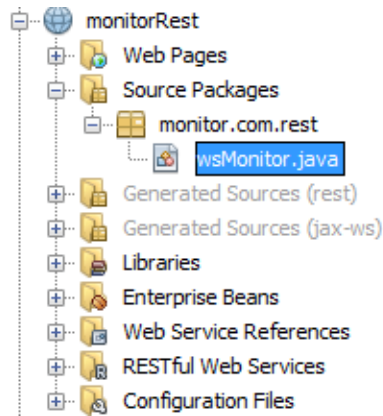 monitorRest
Web Pages
Source Packages
monitor.com.rest
wsMonitor.java
Generated Sources (rest)
Generated Sources (jax-ws)
Libraries
Enterprise Beans
Web Service References
RESTful Web Services
Configuration Files